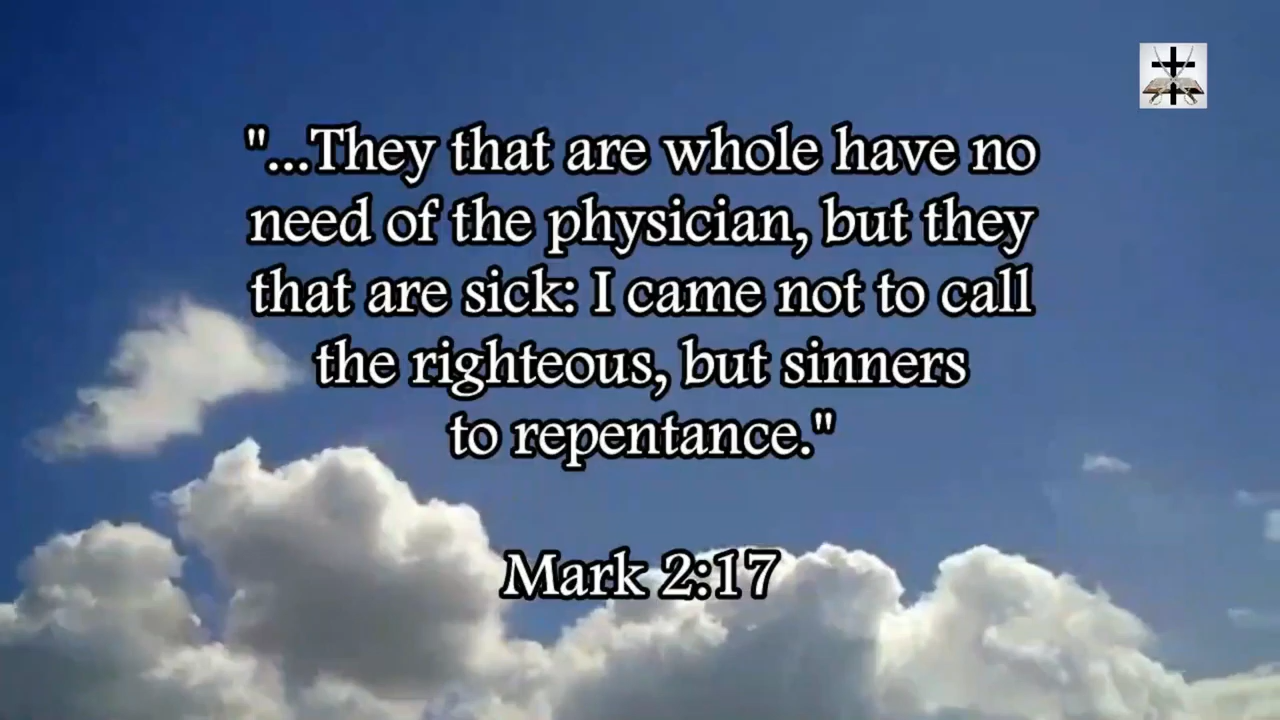 "...They that are whole have no
need of the physician, but they
that are sick: I came not to call
the righteous, but sinners
to repentance."
Mark 2:17